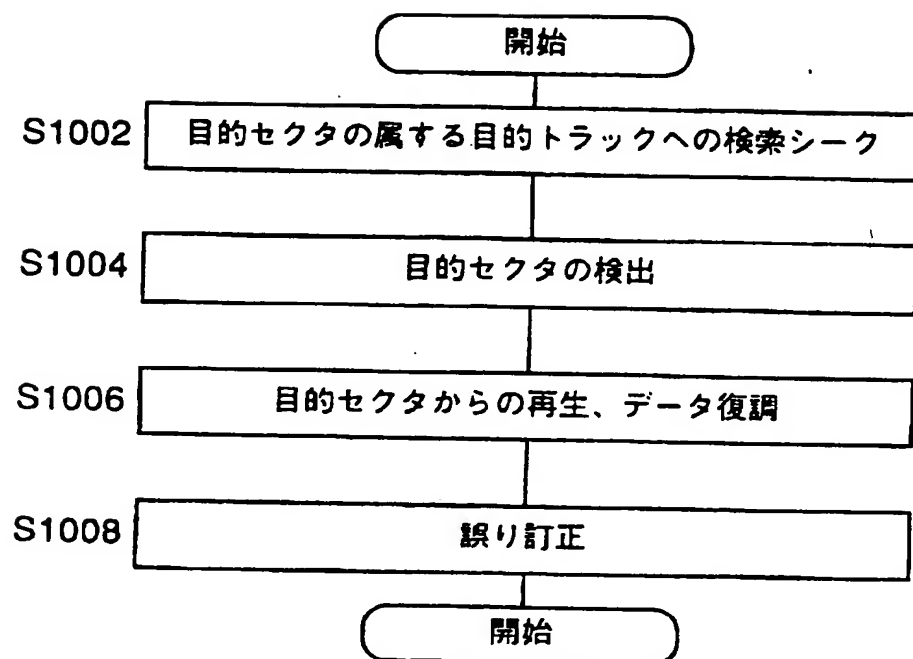 開始
S1002 目的セクタの属する目的トラックへの検索シーク
S1004 目的セクタの検出
S1006 目的セクタからの再生、データ復調
S1008 誤り訂正
開始